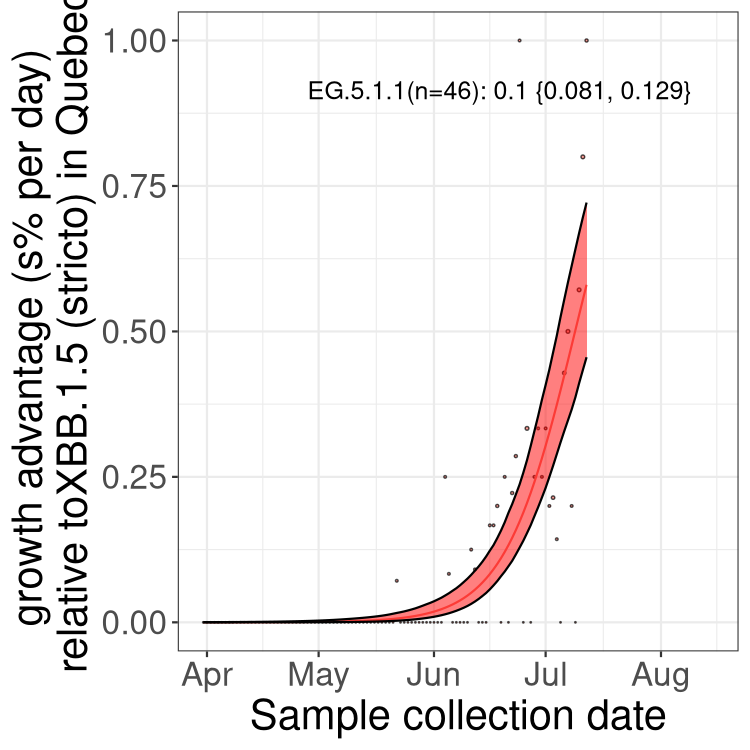 growth advantage (s% per day)
relative toXBB.1.5 (stricto) in Quebec
1.00
EG.5.1.1(n=46): 0.1 {0.081, 0.129}
0.75
0.50
0.25
0.00
Apr May Jun Jul Aug
Sample collection date